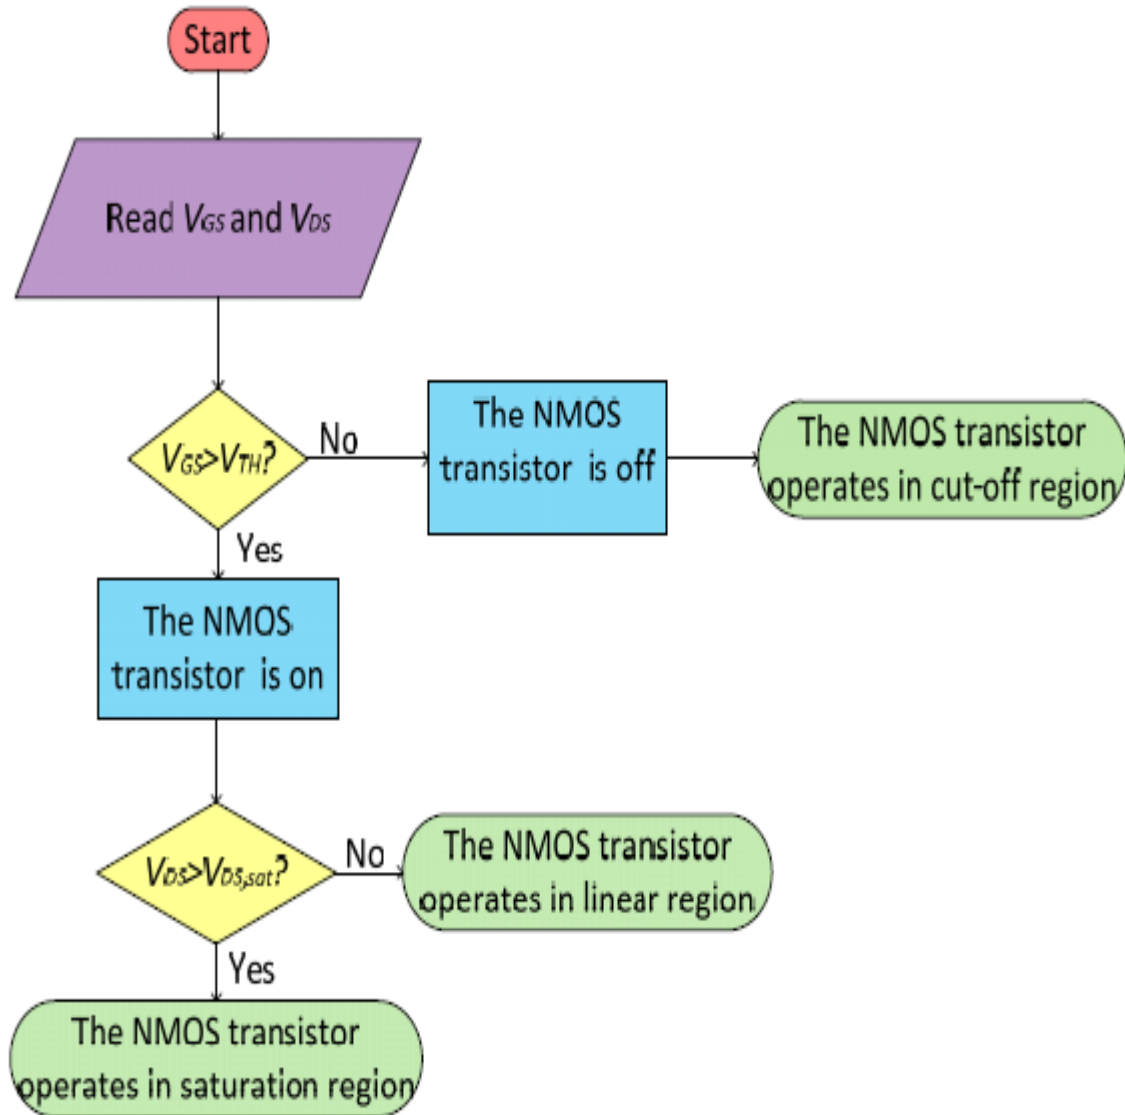 Start
Read VGS and VDS
VGS>VTH?
No
The NMOS
transistor is off
The NMOS transistor
operates in cut-off region
Yes
The NMOS
transistor is on
VDS>VDS,sat?
No
The NMOS transistor
operates in linear region
Yes
The NMOS transistor
operates in saturation region